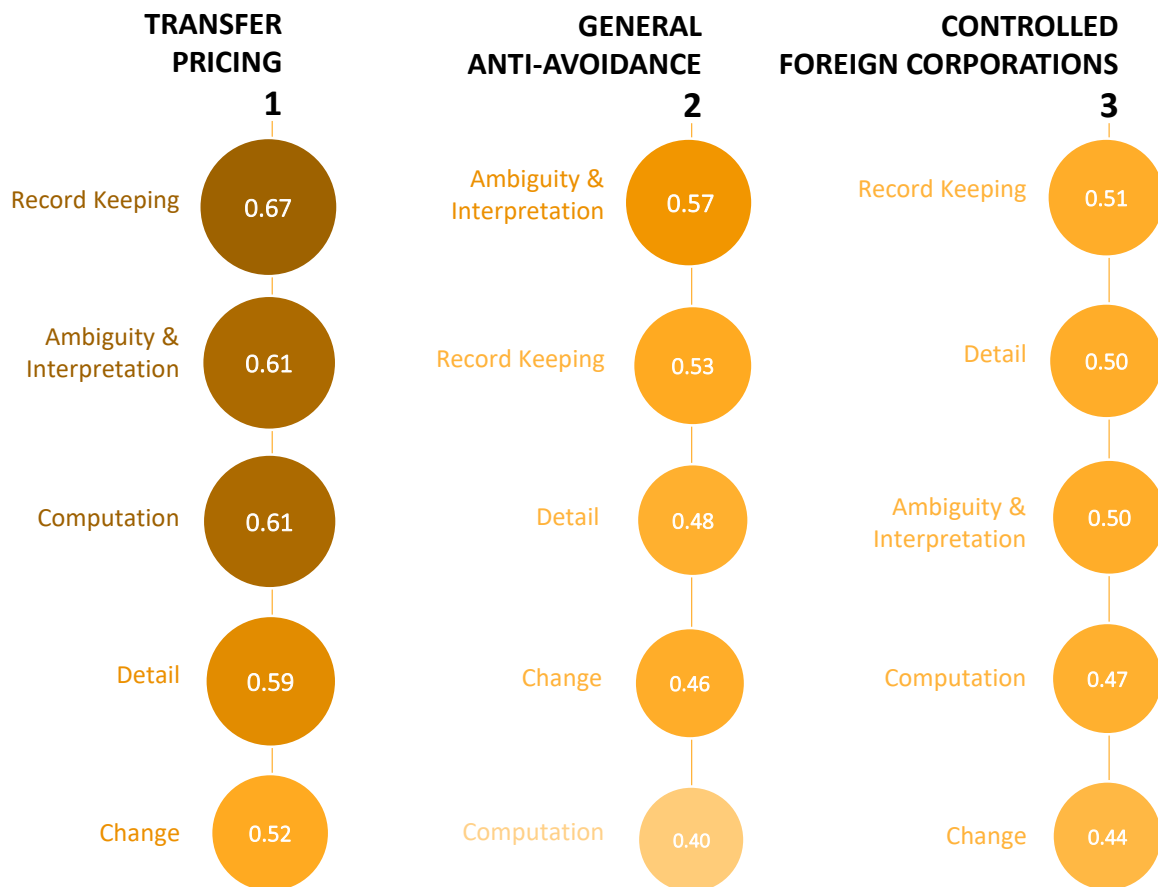 TRANSFER
PRICING
1
Record Keeping
0.67
Ambiguity &
Interpretation
0.61
Computation
0.61
Detail
0.59
Change
0.52
GENERAL
ANTI-AVOIDANCE
2
Ambiguity &
Interpretation
0.57
Record Keeping
0.53
Detail
0.48
Change
0.46
Computation
0.40
CONTROLLED
FOREIGN CORPORATIONS
3
Record Keeping
0.51
Detail
0.50
Ambiguity &
Interpretation
0.50
Computation
0.47
Change
0.44